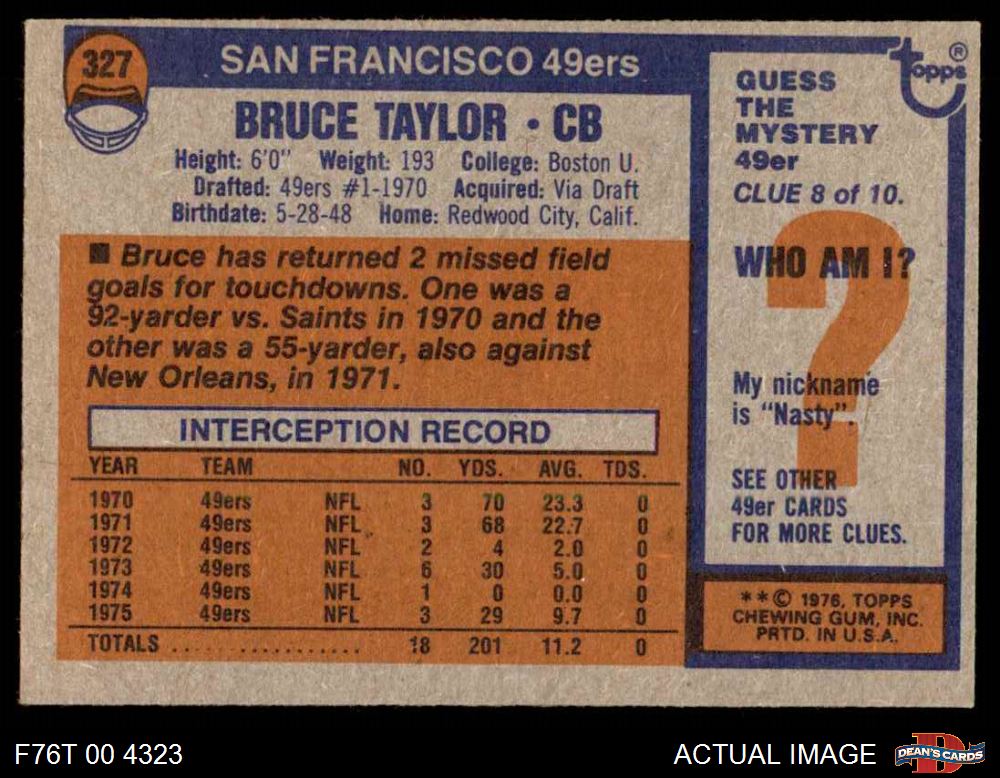 327
SAN FRANCISCO 49ers
BRUCE TAYLOR • CB
Height: 6'0" Weight: 193 College: Boston U.
Drafted: 49ers #1-1970 Acquired: Via Draft
Birthdate: 5-28-48 Home: Redwood City, Calif.
■ Bruce has returned 2 missed field
goals for touchdowns. One was a
92-yarder vs. Saints in 1970 and the
other was a 55-yarder, also against
New Orleans, in 1971.
INTERCEPTION RECORD
YEAR TEAM NO. YDS. AVG. TDS.
1970 49ers NFL 3 70 23.3 0
1971 49ers NFL 3 68 22.7 0
1972 49ers NFL 2 4 2.0 0
1973 49ers NFL 6 30 5.0 0
1974 49ers NFL 1 0 0.0 0
1975 49ers NFL 3 29 9.7 0
TOTALS .................. 18 201 11.2 0
topps®
GUESS
THE
MYSTERY
49er
CLUE 8 of 10.
WHO AM I?
?
My nickname
is “Nasty”.
SEE OTHER
49er CARDS
FOR MORE CLUES.
**© 1976, TOPPS
CHEWING GUM, INC.
PRTD. IN U.S.A.
F76T 00 4323
ACTUAL IMAGE
D
DEAN'S CARDS